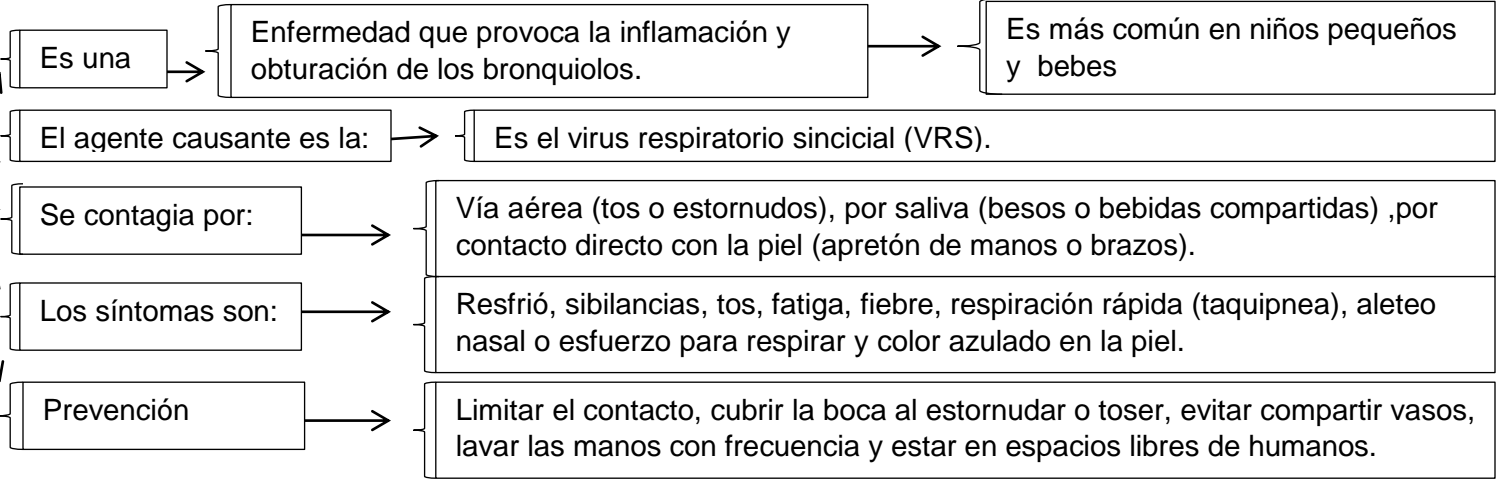 Es una
Enfermedad que provoca la inflamación y
obturación de los bronquiolos.
Es más común en niños pequeños
y  bebes
El agente causante es la:
Es el virus respiratorio sincicial (VRS).
Se contagia por:
Vía aérea (tos o estornudos), por saliva (besos o bebidas compartidas) ,por
contacto directo con la piel (apretón de manos o brazos).
Los síntomas son:
Resfrió, sibilancias, tos, fatiga, fiebre, respiración rápida (taquipnea), aleteo
nasal o esfuerzo para respirar y color azulado en la piel.
Prevención
Limitar el contacto, cubrir la boca al estornudar o toser, evitar compartir vasos,
lavar las manos con frecuencia y estar en espacios libres de humanos.